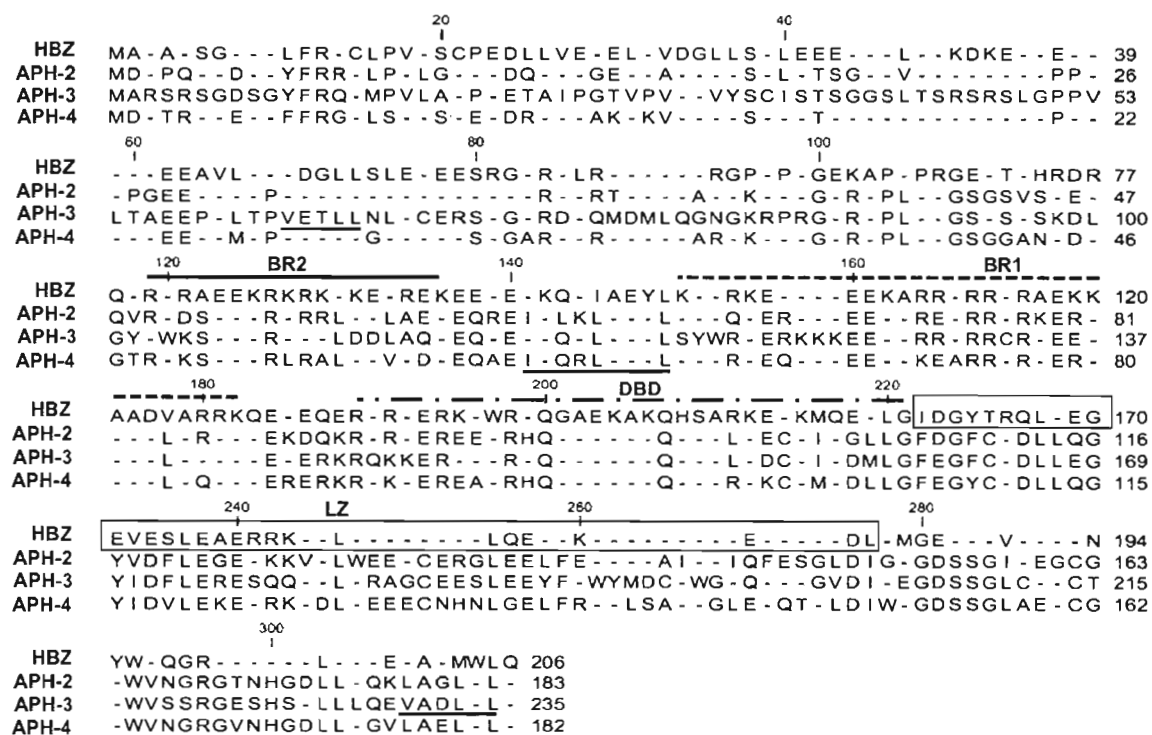 20 40
HBZ MA-A-SG---LFR-CLPV-SCPEDLLVE-EL-VDGLLS-LEEE---L--KDKE--E-- 39
APH-2 MD-PQ--D-YFRR-LP-LG---DQ---GE--A----S-L-TSG--V--------PP- 26
APH-3 MARSRSGDSGYFRQ-MPVLA-P-ETAIPGTVPV--VYSCISTSGGSLTSRSRSLGPPV 53
APH-4 MD-TR--E--FFRG-LS--S-EDR---AK-KV----S--T-------------P-- 22
60 80 100
HBZ ---EEAVL---DGLLSLE-EESRG-R-LR------RGP-P-GEKAP-PRGE-T-HRDR 77
APH-2 -PGEE----P---------------R--RT----A--K---G-R-PL--GSGSVS-E- 47
APH-3 LTAEEP-LTPVETLLNL-CERS-G-RD-QMDMLQGNGKRPRG-R-PL--GS-S-SKDL 100
APH-4 ---EE--M-P-----G-----S-GAR--R-----AR-K---G-R-PL--GSGGAN-D- 46
120 BR2 140 160 BR1
HBZ Q-R-RAEEKRKRK-KE-REKEE-E-KQ-IAEYLK--RKE----EEKARR-RR-RAEKK 120
APH-2 QVR-DS---R-RRL--LAE-EQREI-LKL---L---Q-ER---EE---RE-RR-RKER- 81
APH-3 GY-WKS---R---LDDLAQ-EQ-E--Q-L---LSYWR-ERKKKEE--RR-RRCR-EE- 137
APH-4 GTR-KS---RLRAL--V-D-EQAEI-QRL---L---R-EQ---EE--KEARR-R-ER- 80
180 200 DBD 220
HBZ AADVARRKQE-EQER-R-ERK-WR-QGAEKAKQHSARKE-KMQE-LGIDGYTRQL-EG 170
APH-2 ---L-R---EKDQKR-R-EREE-RHQ------Q---L-EC-I-GLLGFDGFC-DLLQG 116
APH-3 ---L-----E-ERKRQKKER--R-Q-------Q---L-DC-I-DMLGFEGFC-DLLEG 169
APH-4 ---L-Q---ERERKR-K-EREA-RHQ------Q---R-KC-M-DLLGFEGYC-DLLQG 115
240 LZ 260 280
HBZ EVESLEAERRK--L--------LQE--K---------E-----DL-MGE---V----N 194
APH-2 YVDFLEGE-KKV-LWEE-CERGLEELFE----AI--IQFESGLDIG-GDSSGI-EGCG 163
APH-3 YIDFLERESQQ--L-RAGCEESLEEYF-WYMDC-WG-Q---GVDI-EGDSSGLC--CT 215
APH-4 YIDVLEKE-RK-DL-EEECNHNLGELFR--LSA--GLE-QT-LDIW-GDSSGLAE-CG 162
300
HBZ YW-QGR------L---E-A-MWLQ 206
APH-2 -WVNGRGTNHGDLL-QKLAGL-L- 183
APH-3 -WVSSRGESHS-LLLQEVADL-L- 235
APH-4 -WVNGRGVNHGDLL-GVLAEL-L- 182